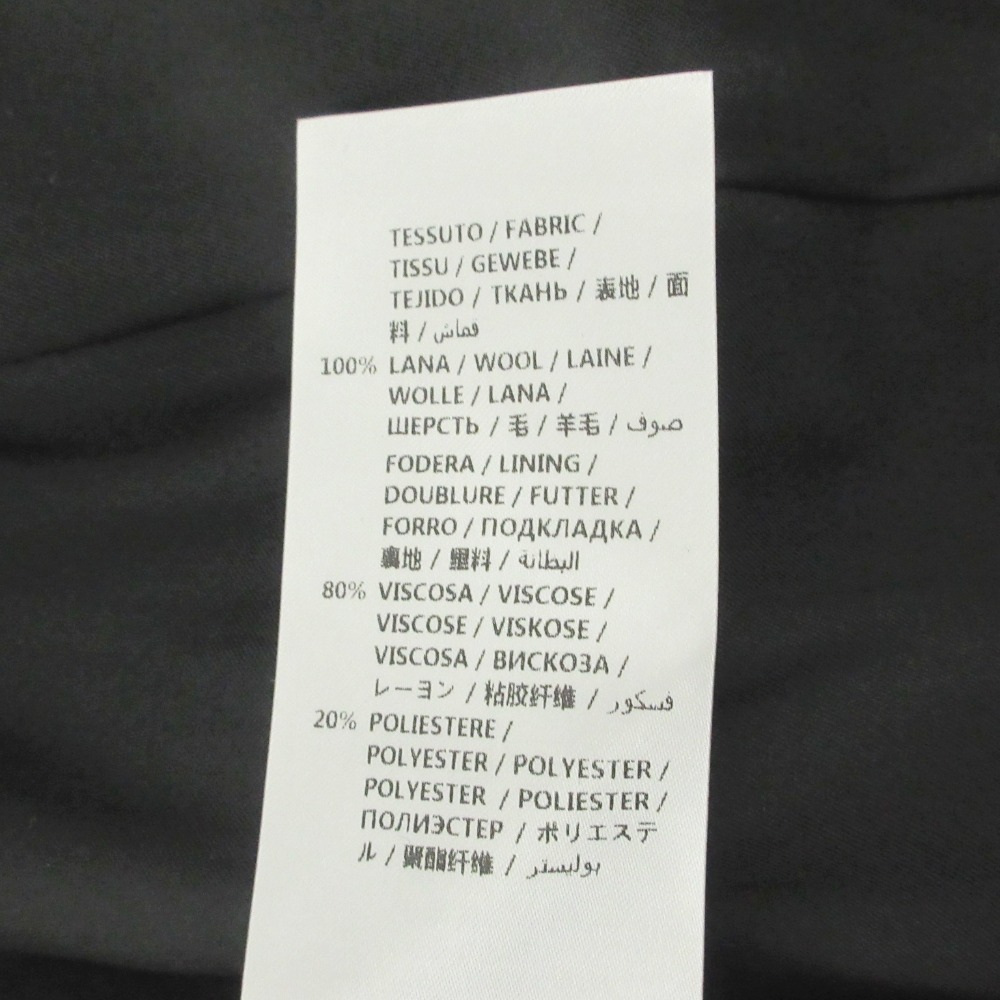 TESSUTO / FABRIC /
TISSU / GEWEBE /
TEJIDO / ТКАНЬ / 表地 / 面
料 / قماش
100% LANA / WOOL / LAINE /
WOLLE / LANA /
ШЕРСТЬ / 毛 / 羊毛 / صوف
FODERA / LINING /
DOUBLURE / FUTTER /
FORRO / ПОДКЛАДКА /
裏地 / 里料 / البطانة
80% VISCOSA / VISCOSE /
VISCOSE / VISKOSE /
VISCOSA / ВИСКОЗА /
レーヨン / 粘胶纤维 / فسكور
20% POLIESTERE /
POLYESTER / POLYESTER /
POLYESTER / POLIESTER /
ПОЛИЭСТЕР / ポリエステ
ル / 聚酯纤维 / بوليستر